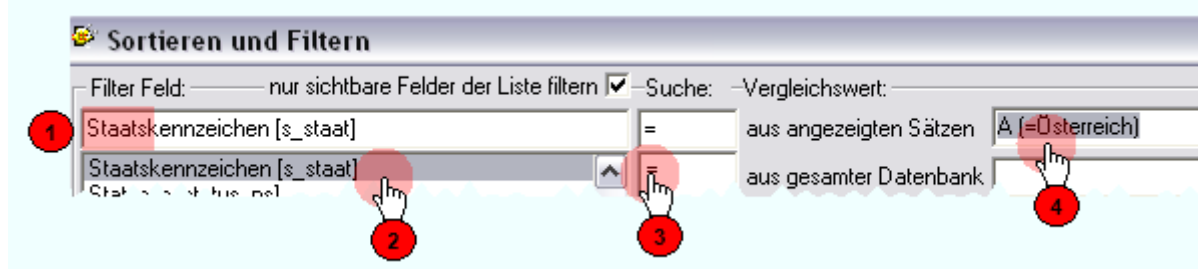 Sortieren und Filtern
Filter Feld: nur sichtbare Felder der Liste filtern Suche: Vergleichswert:
1 Staatskennzeichen [s_staat] = aus angezeigten Sätzen A (=Österreich)
Staatskennzeichen [s_staat] = aus gesamter Datenbank
2 3 4